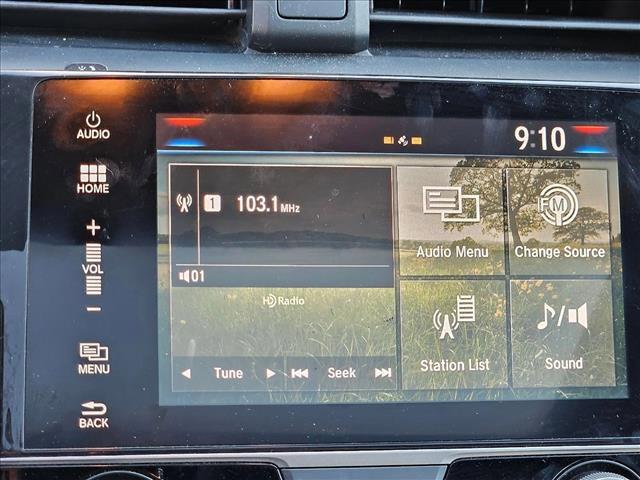 AUDIO
HOME
+
VOL
-
MENU
BACK
9:10
1 103.1 MHz
01
HD Radio
Tune
Seek
Audio Menu
FM
Change Source
Station List
Sound